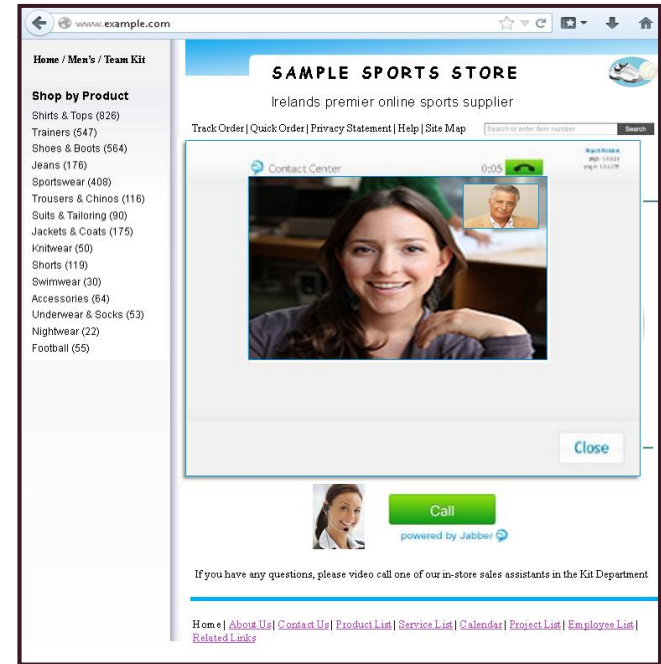 www.example.com
Home / Men's / Team Kit
Shop by Product
Shirts & Tops (826)
Trainers (547)
Shoes & Boots (564)
Jeans (176)
Sportswear (408)
Trousers & Chinos (116)
Suits & Tailoring (90)
Jackets & Coats (175)
Knitwear (50)
Shorts (119)
Swimwear (30)
Accessories (64)
Underwear & Socks (53)
Nightwear (22)
Football (55)
SAMPLE SPORTS STORE
Irelands premier online sports supplier
Track Order | Quick Order | Privacy Statement | Help | Site Map
Search or enter item number
Search
Contact Center
0:05
Close
Call
powered by Jabber
If you have any questions, please video call one of our in-store sales assistants in the Kit Department
Home | About Us | Contact Us | Product List | Service List | Calendar | Project List | Employee List |
Related Links